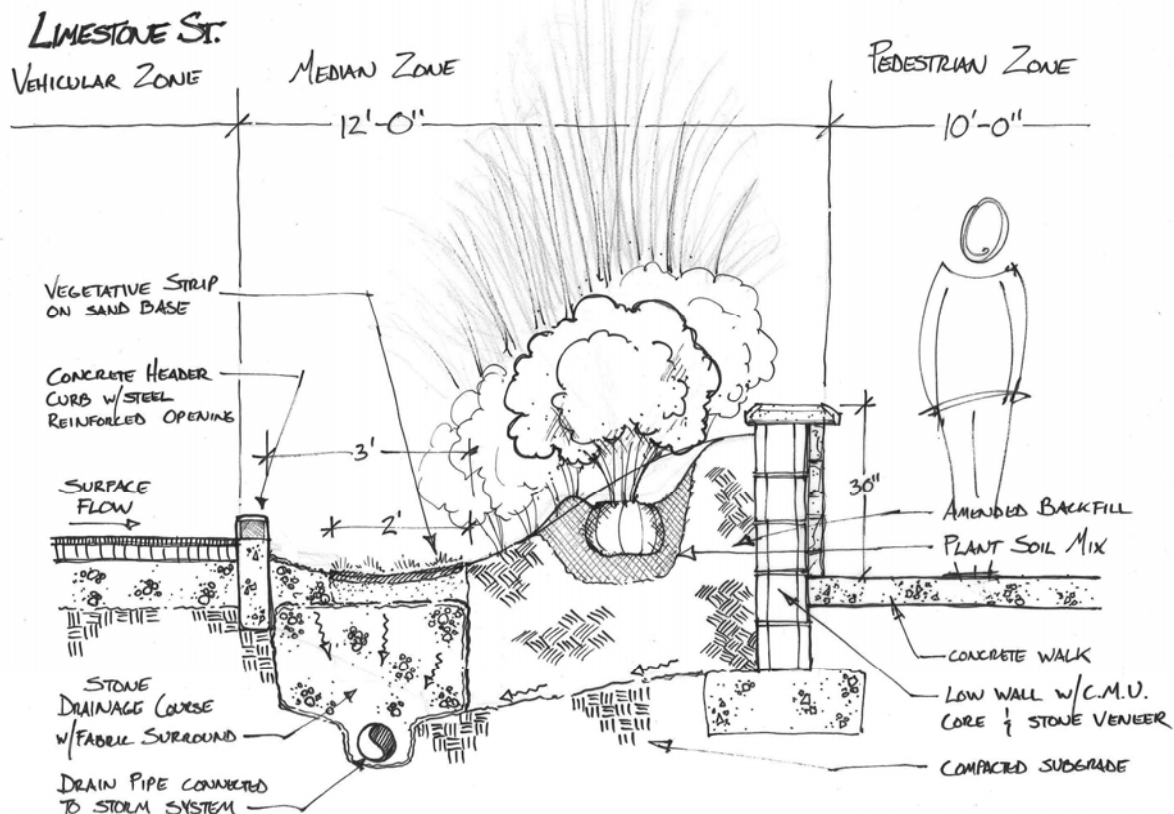 LIMESTONE ST.
VEHICULAR ZONE
MEDIAN ZONE
PEDESTRIAN ZONE
12'-0"
10'-0"
VEGETATIVE STRIP
ON SAND BASE
CONCRETE HEADER
CURB W/STEEL
REINFORCED OPENING
3'
SURFACE
FLOW
2'
30"
AMENDED BACKFILL
PLANT SOIL MIX
STONE
DRAINAGE COURSE
W/FABRIC SURROUND
DRAIN PIPE CONNECTED
TO STORM SYSTEM
CONCRETE WALK
LOW WALL W/C.M.U.
CORE & STONE VENEER
COMPACTED SUBGRADE